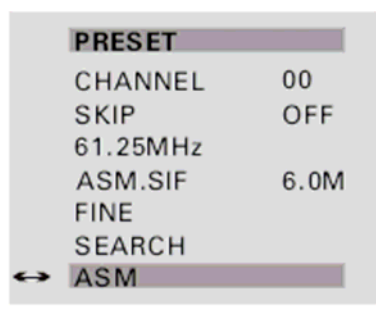 PRESET
CHANNEL 00
SKIP OFF
61.25MHz
ASM.SIF 6.0M
FINE
SEARCH
ASM